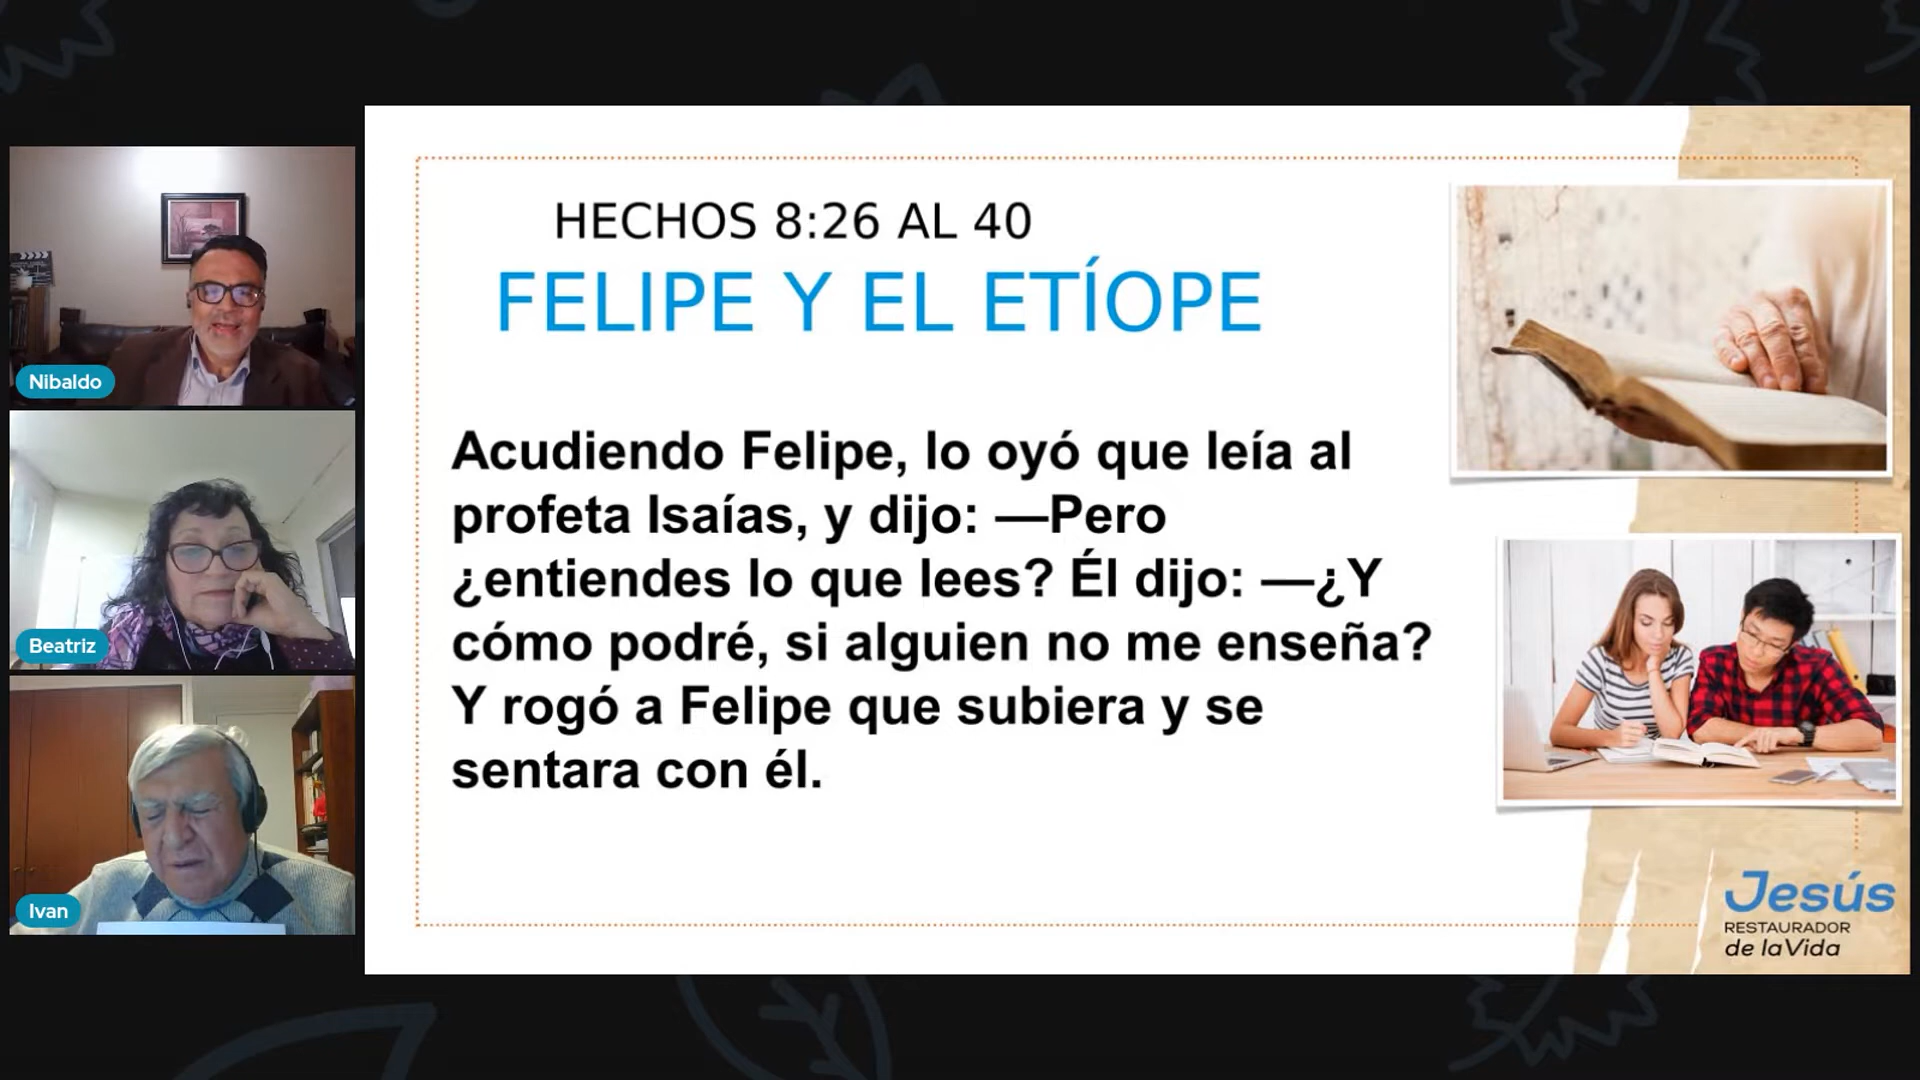 Nibaldo
Beatriz
Ivan
HECHOS 8:26 AL 40
FELIPE Y EL ETÍOPE
Acudiendo Felipe, lo oyó que leía al
profeta Isaías, y dijo: —Pero
¿entiendes lo que lees? Él dijo: —¿Y
cómo podré, si alguien no me enseña?
Y rogó a Felipe que subiera y se
sentara con él.
Jesús
RESTAURADOR
de la Vida